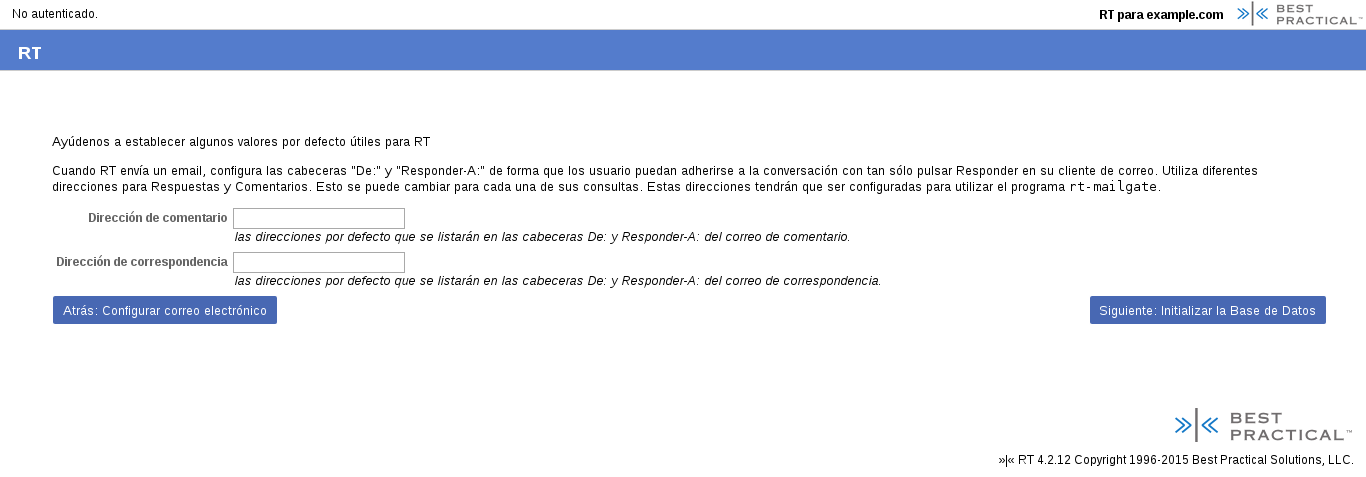 No autenticado.
RT para example.com
BEST
PRACTICAL™
RT
Ayúdenos a establecer algunos valores por defecto útiles para RT
Cuando RT envía un email, configura las cabeceras "De:" y "Responder-A:" de forma que los usuario puedan adherirse a la conversación con tan sólo pulsar Responder en su cliente de correo. Utiliza diferentes
direcciones para Respuestas y Comentarios. Esto se puede cambiar para cada una de sus consultas. Estas direcciones tendrán que ser configuradas para utilizar el programa rt-mailgate.
Dirección de comentario
las direcciones por defecto que se listarán en las cabeceras De: y Responder-A: del correo de comentario.
Dirección de correspondencia
las direcciones por defecto que se listarán en las cabeceras De: y Responder-A: del correo de correspondencia.
Atrás: Configurar correo electrónico
Siguiente: Initializar la Base de Datos
BEST
PRACTICAL™
»|« RT 4.2.12 Copyright 1996-2015 Best Practical Solutions, LLC.